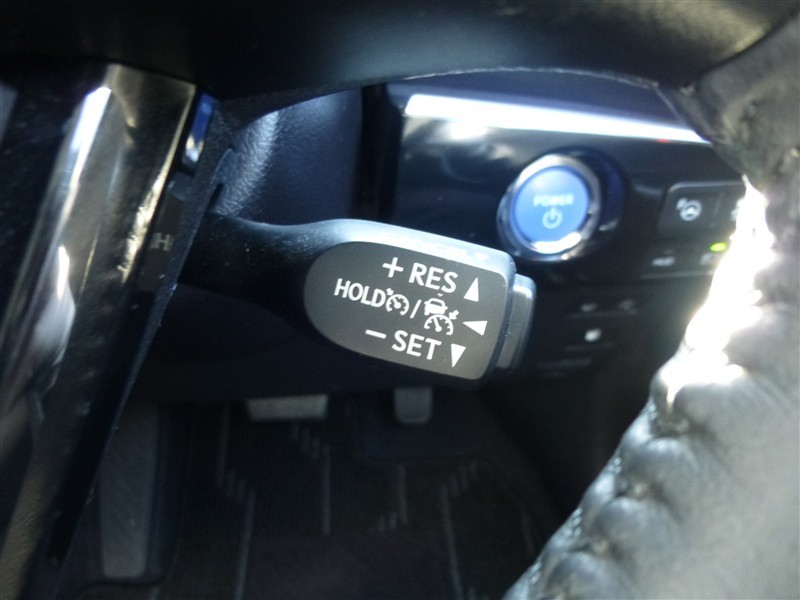 + RES ▲
HOLD / ◀
− SET ▼
POWER